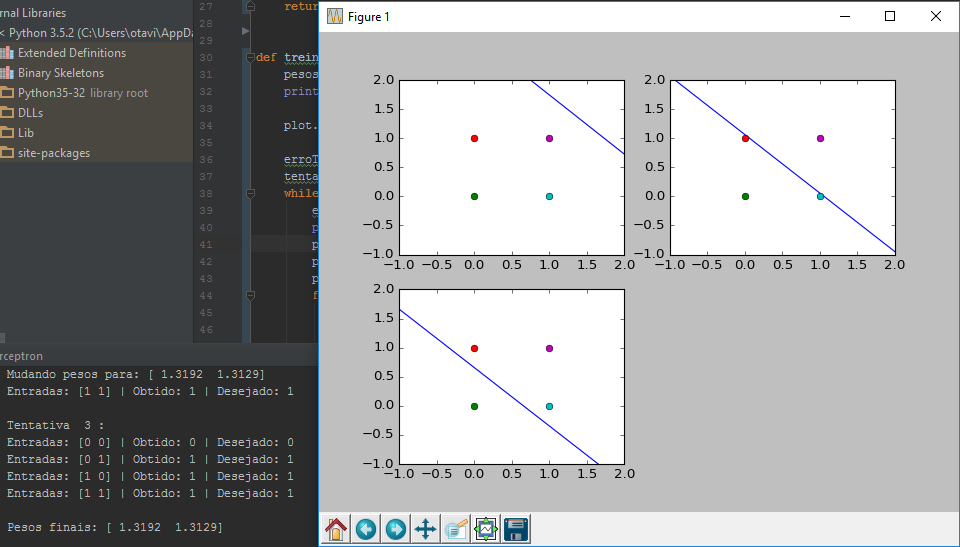 rnal Libraries
< Python 3.5.2 (C:\Users\otavi\AppDa
Extended Definitions
Binary Skeletons
Python35-32 library root
DLLs
Lib
site-packages
27 retur
28
29
30 def trein
31 pesos
32 print
33
34 plot.
35
36 erroT
37 tenta
38 while
39 e
40 p
41 p
42 p
43 p
44 f
45
46
Figure 1
2.0
1.5
1.0
0.5
0.0
−0.5
−1.0
−1.0 −0.5 0.0 0.5 1.0 1.5 2.0
2.0
1.5
1.0
0.5
0.0
−0.5
−1.0
−1.0 −0.5 0.0 0.5 1.0 1.5 2.0
2.0
1.5
1.0
0.5
0.0
−0.5
−1.0
−1.0 −0.5 0.0 0.5 1.0 1.5 2.0
rceptron
Mudando pesos para: [ 1.3192 1.3129]
Entradas: [1 1] | Obtido: 1 | Desejado: 1
Tentativa 3 :
Entradas: [0 0] | Obtido: 0 | Desejado: 0
Entradas: [0 1] | Obtido: 1 | Desejado: 1
Entradas: [1 0] | Obtido: 1 | Desejado: 1
Entradas: [1 1] | Obtido: 1 | Desejado: 1
Pesos finais: [ 1.3192 1.3129]